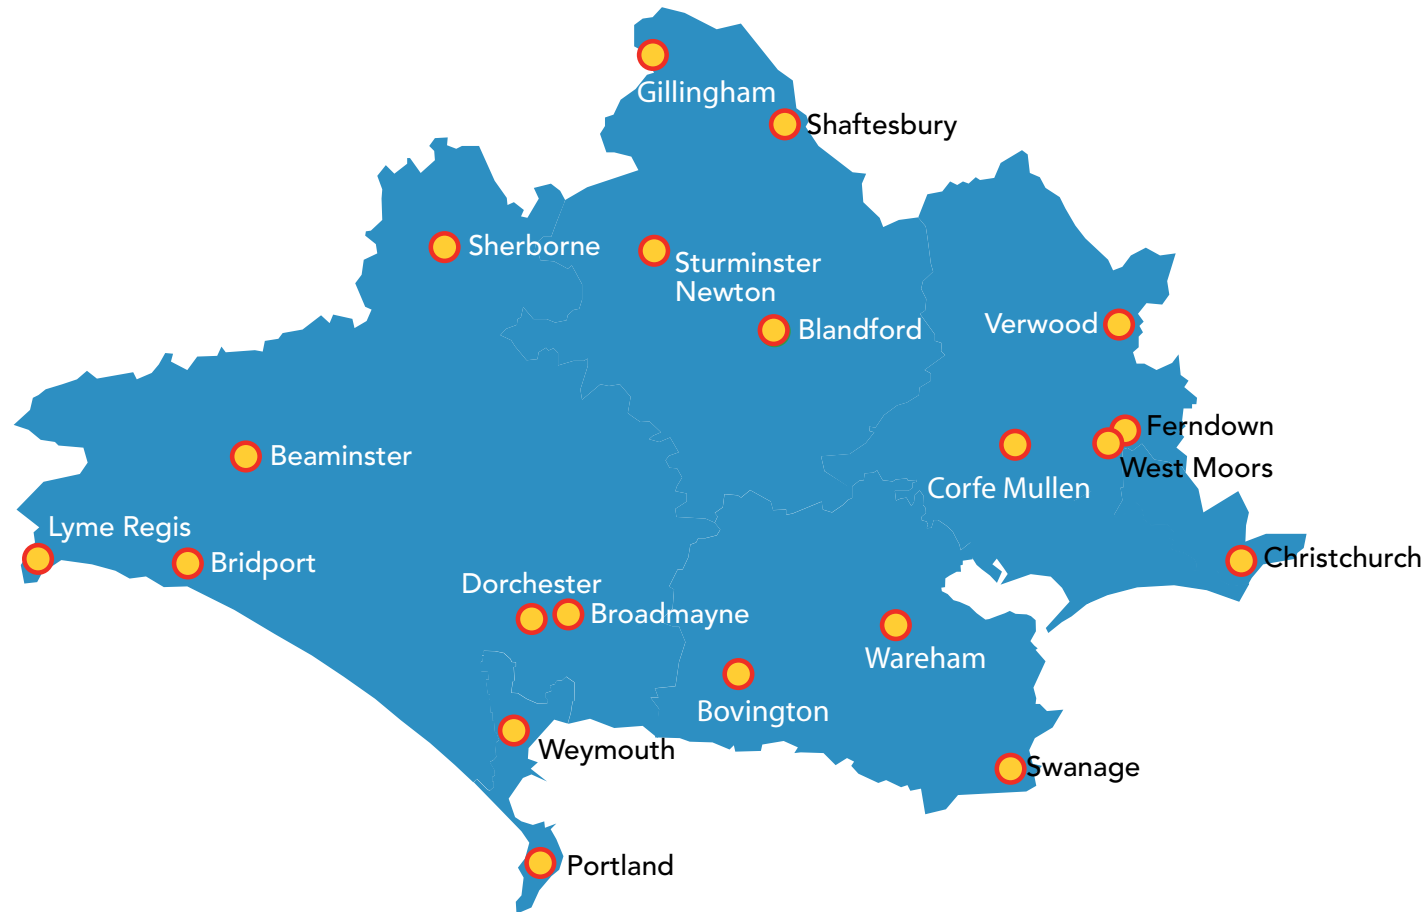 Gillingham
Shaftesbury
Sherborne
Sturminster
Newton
Blandford
Verwood
Ferndown
Beaminster
West Moors
Corfe Mullen
Lyme Regis
Bridport
Christchurch
Dorchester
Broadmayne
Wareham
Bovington
Weymouth
Swanage
Portland